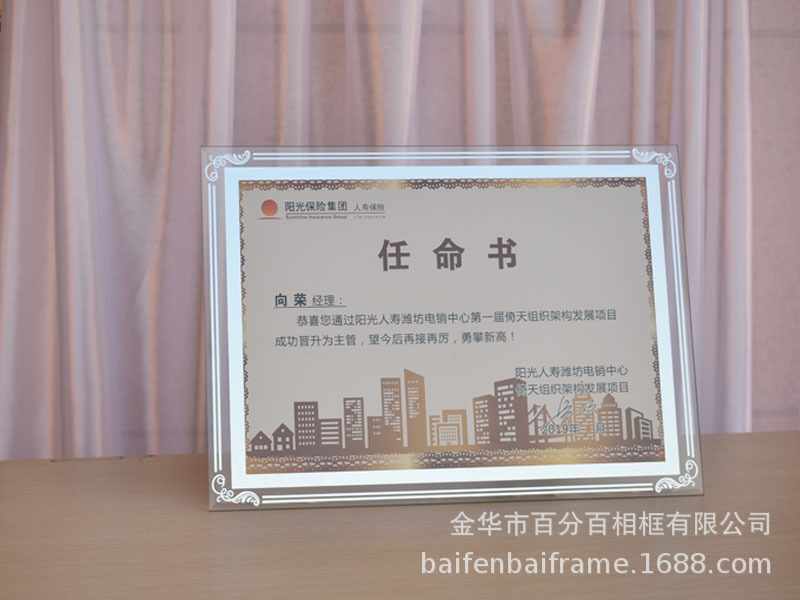 阳光保险集团 人寿保险
Sunshine Insurance Group Life Insurance
任命书
向荣 经理：
恭喜您通过阳光人寿潍坊电销中心第一届倚天组织架构发展项目
成功晋升为主管，望今后再接再厉，勇攀新高！
阳光人寿潍坊电销中心
倚天组织架构发展项目
2019年 月
金华市百分百相框有限公司
baifenbaiframe.1688.com